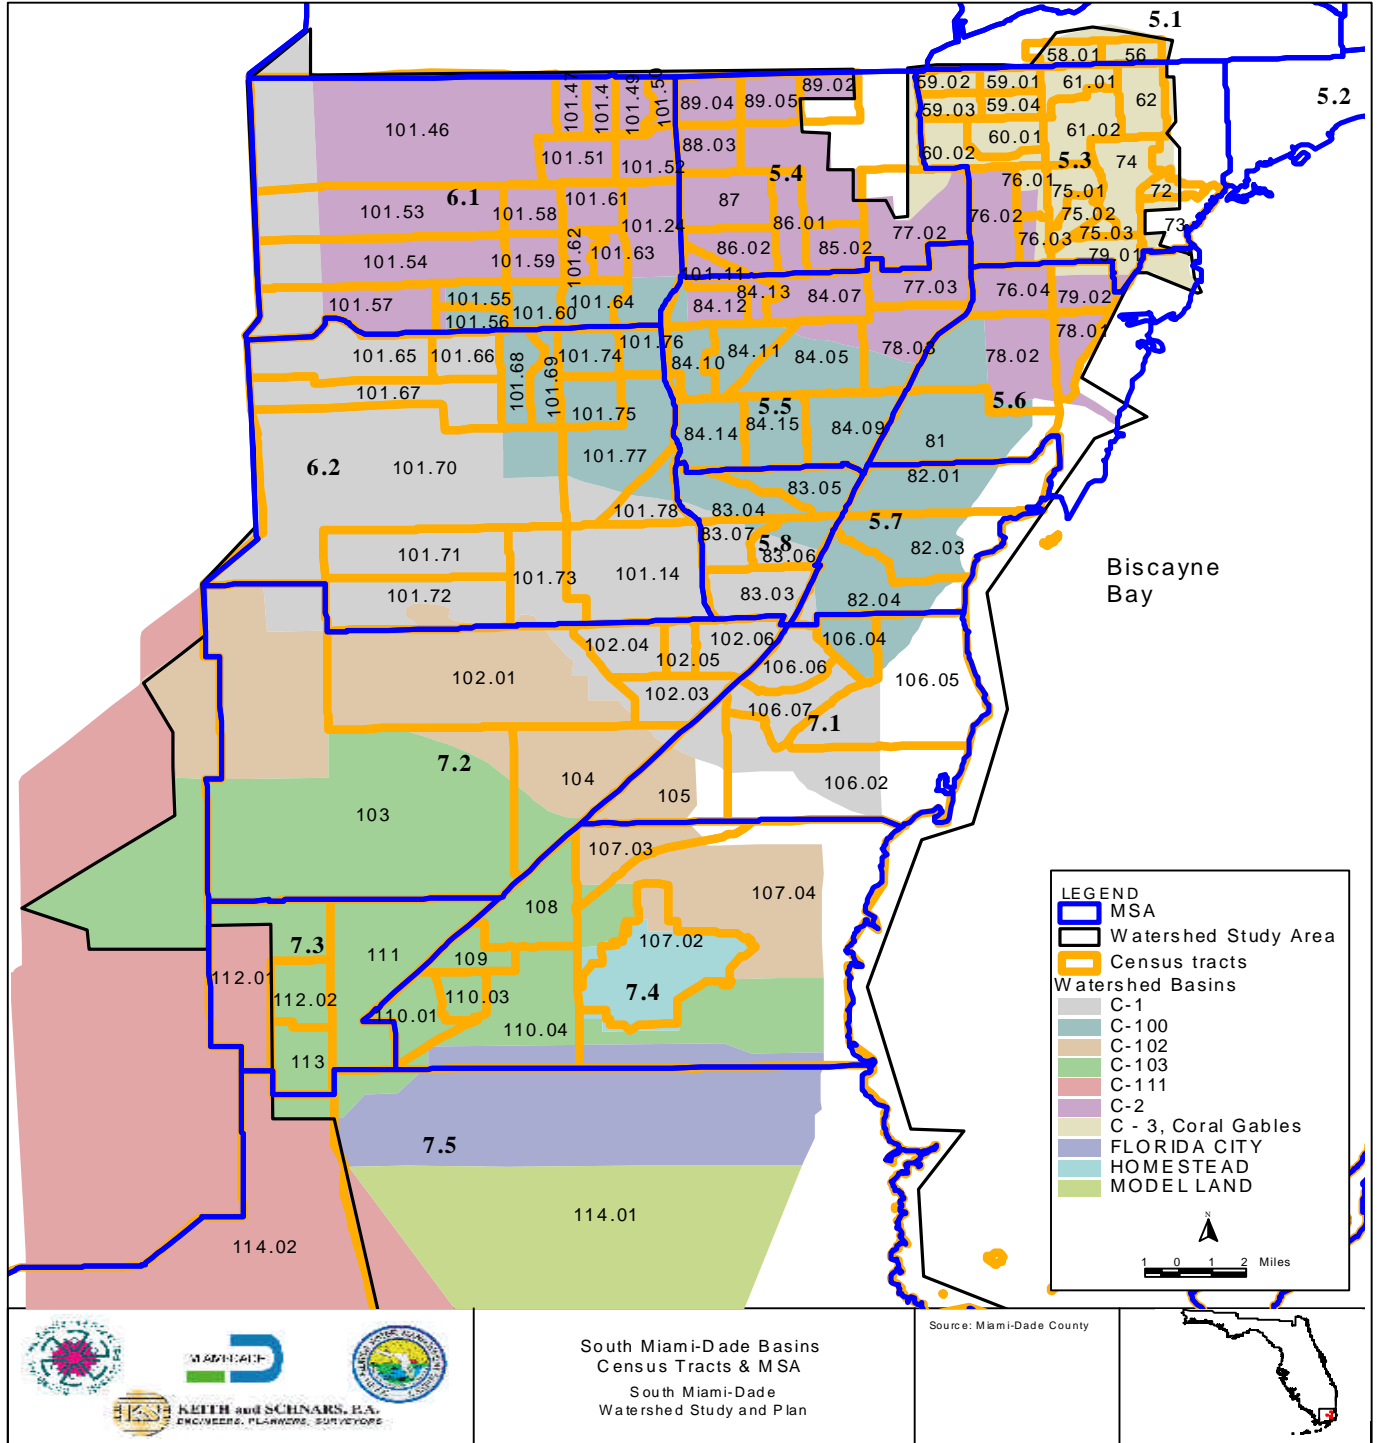 5.1
58.01 56
5.2
59.02 59.01 61.01
62
59.03 59.04
60.01 61.02
60.02 5.3 74
76.01 75.01 72
76.02 75.02 73
76.03 75.03
79.01
101.46
101.47
101.49
101.50
89.04 89.05 89.02
88.03
101.51 101.52
5.4
6.1
101.53 101.58 101.61 101.24
87 86.01
77.02
101.54 101.59 101.62 101.63
86.02 85.02
101.11
101.57 101.55 101.60 101.64
101.56
84.12 84.13 84.07 77.03 76.04 79.02
78.01
101.65 101.66 101.68 101.69 101.74 101.76
84.10 84.11 84.05 78.03 78.02
101.67
101.75
5.5 5.6
84.14 84.15 84.09 81
6.2
101.70 101.77
82.01
83.05
101.78 83.04 5.7
83.07 5.8 83.06
82.03
101.71 101.73 101.14
101.72 83.03 82.04
Biscayne
Bay
102.04 102.05 102.06 106.06 106.04
102.01 102.03 106.05
106.07 7.1
7.2
104 105 106.02
103
107.03
107.04
108
107.02
7.3 111 109
112.01 112.02 110.03 7.4
110.01 110.04
113
7.5
114.01
114.02
LEGEND
MSA
Watershed Study Area
Census tracts
Watershed Basins
C-1
C-100
C-102
C-103
C-111
C-2
C - 3, Coral Gables
FLORIDA CITY
HOMESTEAD
MODEL LAND
N
1 0 1 2 Miles
MIAMI-DADE
KEITH and SCHNARS, P.A.
ENGINEERS, PLANNERS, SURVEYORS
South Miami-Dade Basins
Census Tracts & MSA
South Miami-Dade
Watershed Study and Plan
Source: Miami-Dade County